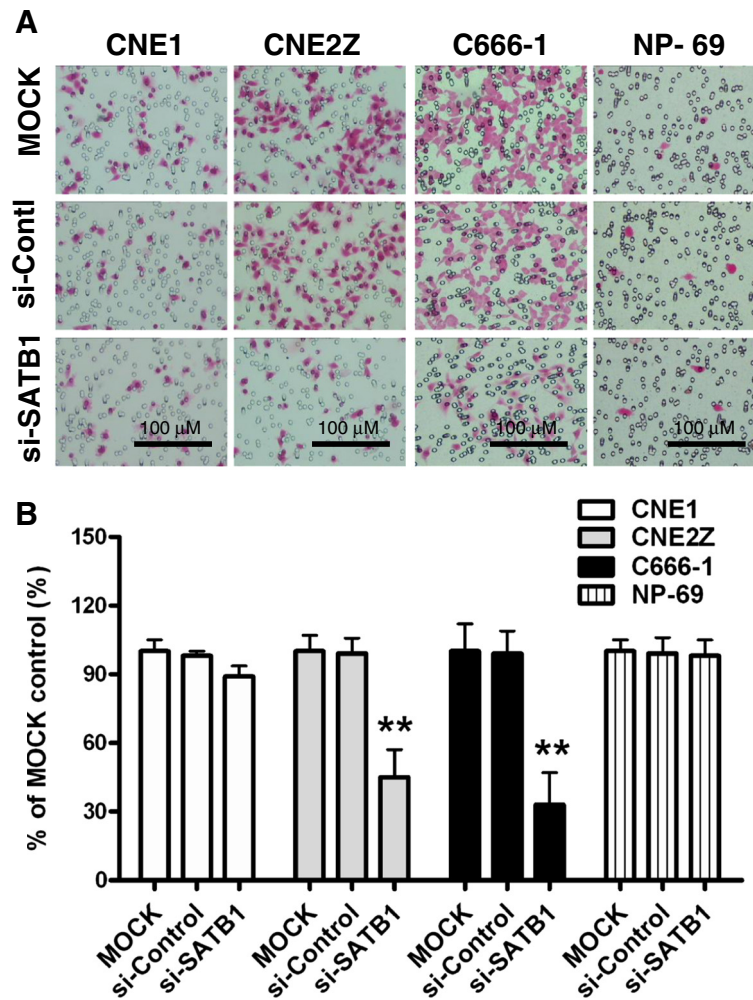 A
CNE1 CNE2Z C666-1 NP- 69
MOCK
si-Contl
si-SATB1
100 µM 100 µM 100 µM 100 µM
B
% of MOCK control (%)
150
120
90
60
30
0
CNE1
CNE2Z
C666-1
NP-69
** **
MOCK si-Control si-SATB1 MOCK si-Control si-SATB1 MOCK si-Control si-SATB1 MOCK si-Control si-SATB1